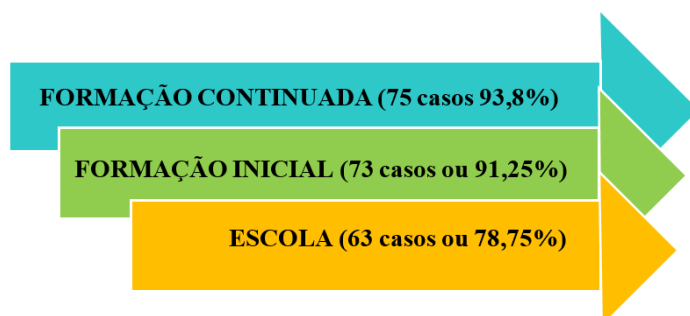 FORMAÇÃO CONTINUADA (75 casos 93,8%)
FORMAÇÃO INICIAL (73 casos ou 91,25%)
ESCOLA (63 casos ou 78,75%)